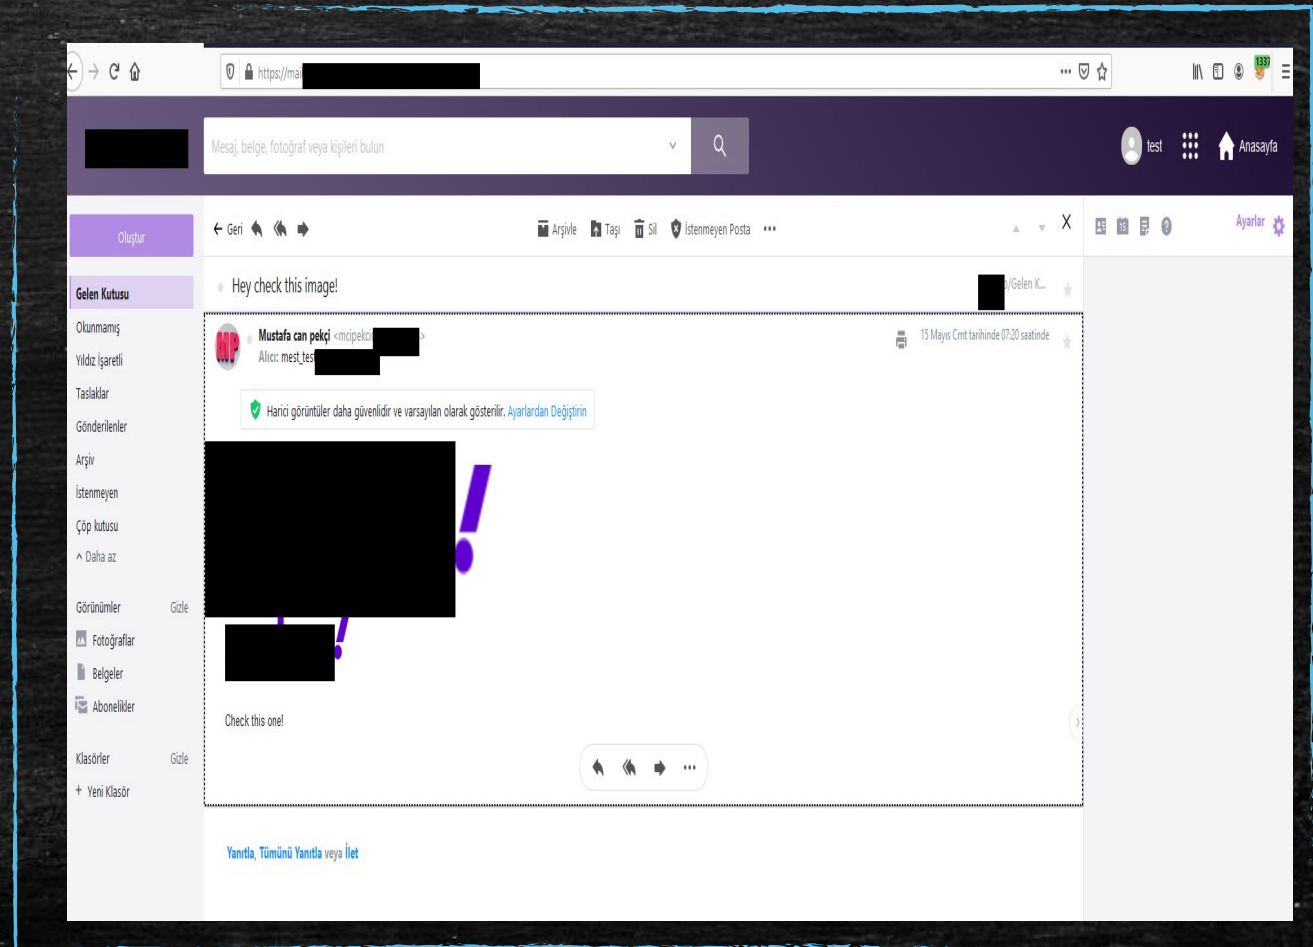 https://mai
1337
Mesaj, belge, fotoğraf veya kişileri bulun
test
Anasayfa
Oluştur
Geri
Arşivle
Taşı
Sil
İstenmeyen Posta
X
15
Ayarlar
Gelen Kutusu
Okunmamış
Yıldız İşaretli
Taslaklar
Gönderilenler
Arşiv
İstenmeyen
Çöp kutusu
Daha az
Görünümler Gizle
Fotoğraflar
Belgeler
Abonelikler
Klasörler Gizle
+ Yeni Klasör
Hey check this image!
/Gelen K...
MP
Mustafa can pekçi <mcipekci >
15 Mayıs Cmt tarihinde 07:20 saatinde
Alıcı: mest_test
Harici görüntüler daha güvenlidir ve varsayılan olarak gösterilir. Ayarlardan Değiştirin
!
!
Check this one!
Yanıtla, Tümünü Yanıtla veya İlet